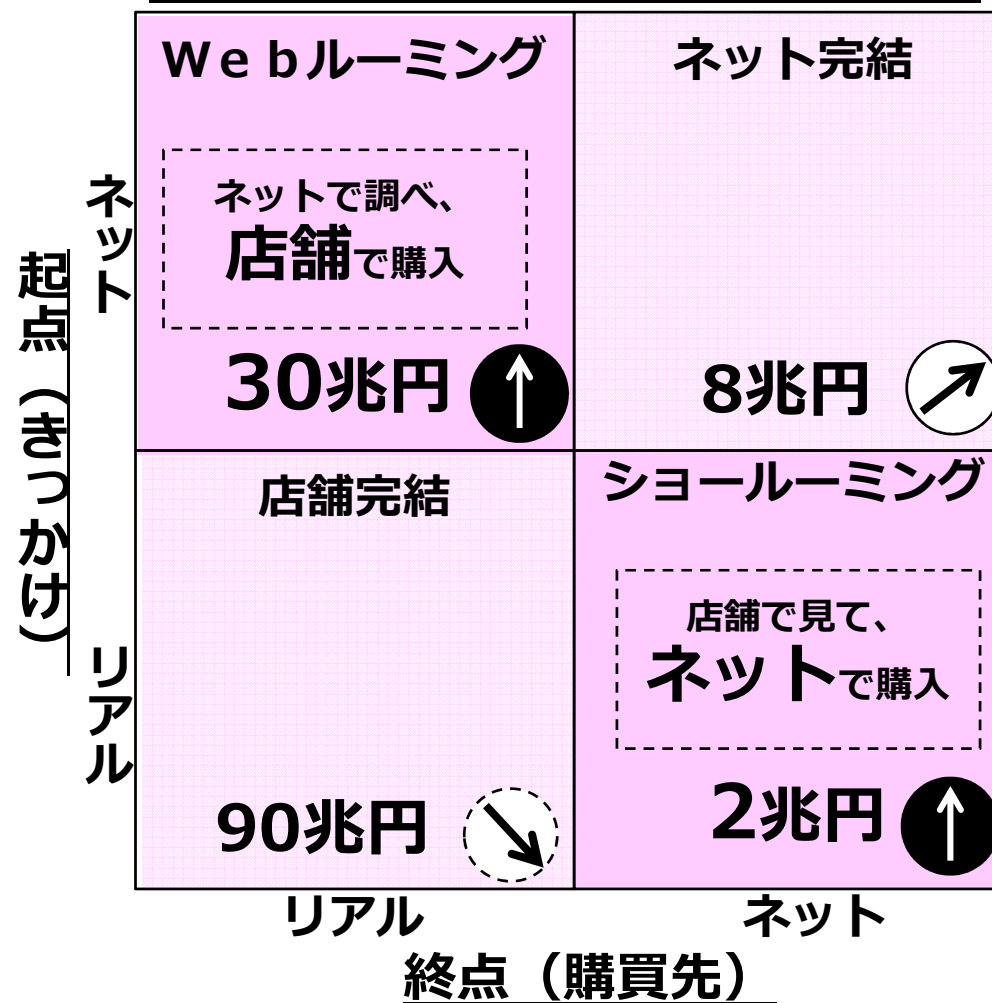 Ｗｅｂルーミング
ネット完結
ネットで調べ、
店舗で購入
30兆円
8兆円
ネット
起点（きっかけ）
リアル
店舗完結
ショールーミング
店舗で見て、
ネットで購入
90兆円
2兆円
リアル
ネット
終点（購買先）